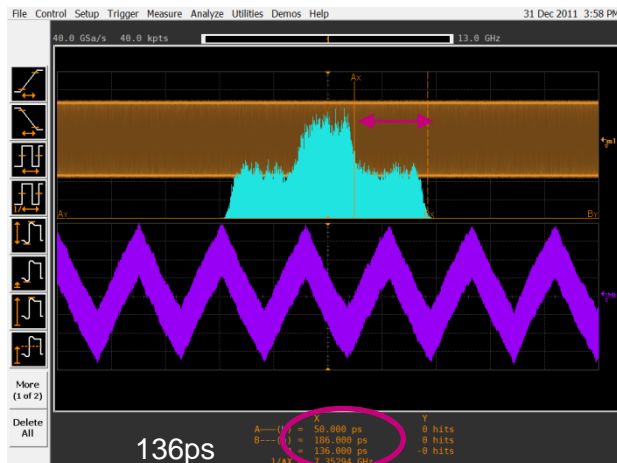 File Control Setup Trigger Measure Analyze Utilities Demos Help 31 Dec 2011 3:58 PM
40.0 GSa/s 40.0 kpts 13.0 GHz
Ax
Ay By
More
(1 of 2)
Delete
All
X Y
A———(h) = 50.000 ps 0 hits
B---(h) = 186.000 ps 0 hits
= 136.000 ps -0 hits
1/ΔX = 7.35294 GHz
136ps